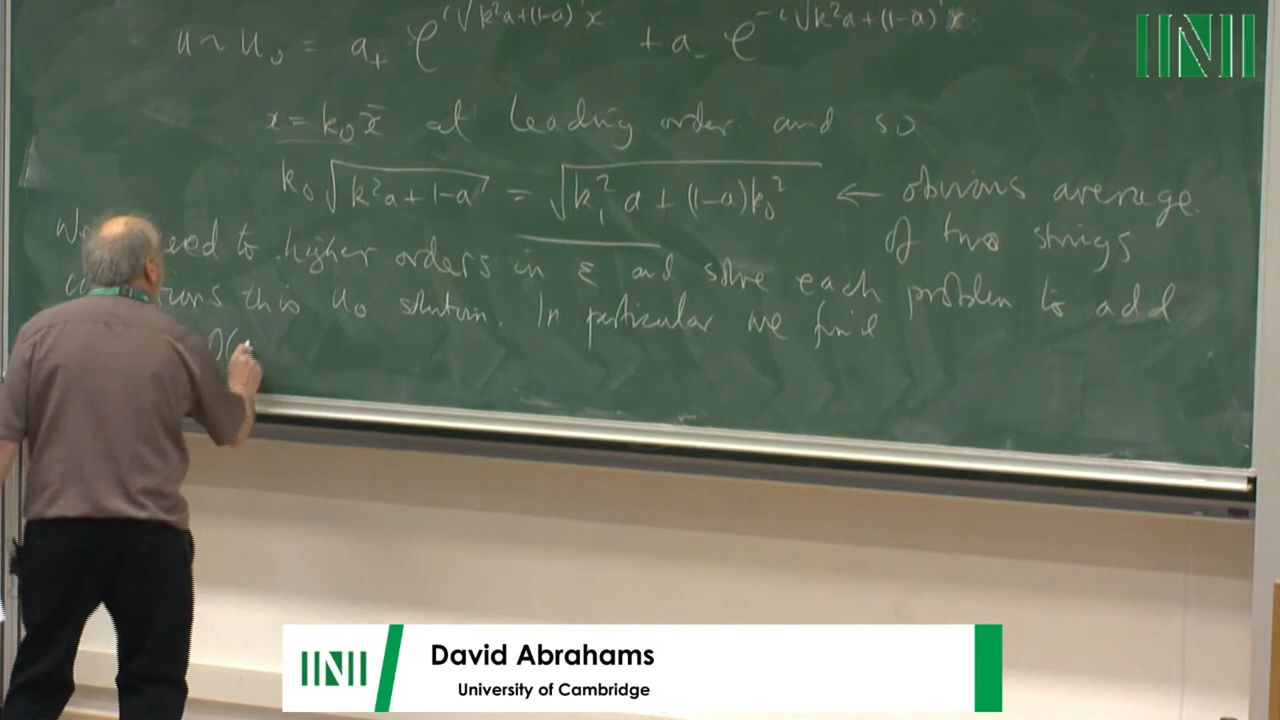 u ~ u₀ = a₊ e^{i√(k²a+(1-a)) x} + a₋ e^{-i√(k²a+(1-a)) x}
x = k₀x̄ at leading order and so
k₀√(k²a+1-a) = √(k₁²a + (1-a)k₀²) ← obvious average
of two strings
to higher orders in ε and solve each problem to add
this u₀ solution. In particular we find
O(
INI
INI
David Abrahams
University of Cambridge